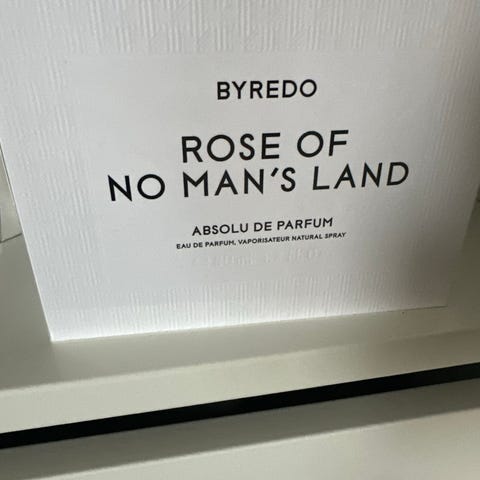 BYREDO
ROSE OF
NO MAN'S LAND
ABSOLU DE PARFUM
EAU DE PARFUM, VAPORISATEUR NATURAL SPRAY